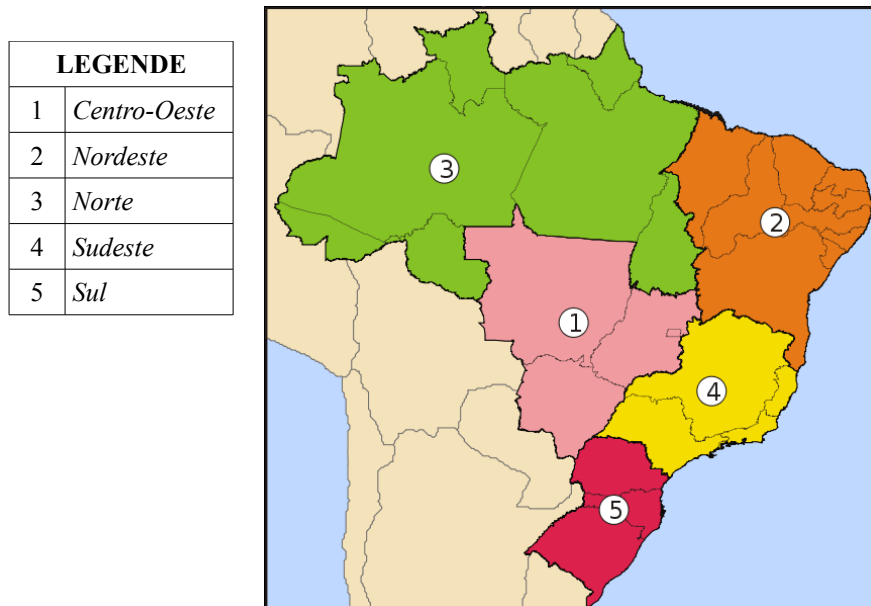 LEGENDE
1 Centro-Oeste
2 Nordeste
3 Norte
4 Sudeste
5 Sul
3
2
1
4
5